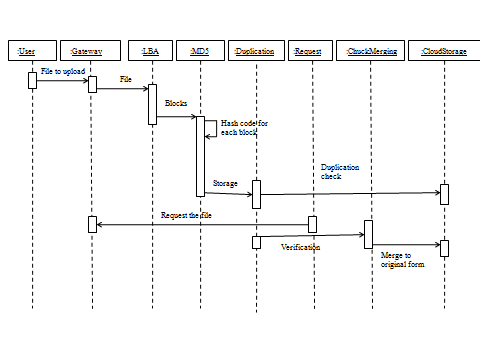 :User
:Gateway
:LBA
:MD5
:Duplication
:Request
:ChuckMerging
:CloudStorage
File to upload
File
Blocks
Hash code for
each block
Duplication
check
Storage
Request the file
Verification
Merge to
original form